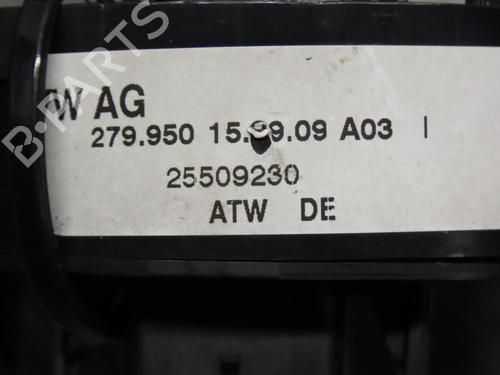 W AG
279.950 15.09.09 A03 I
25509230
ATW DE
B-PARTS